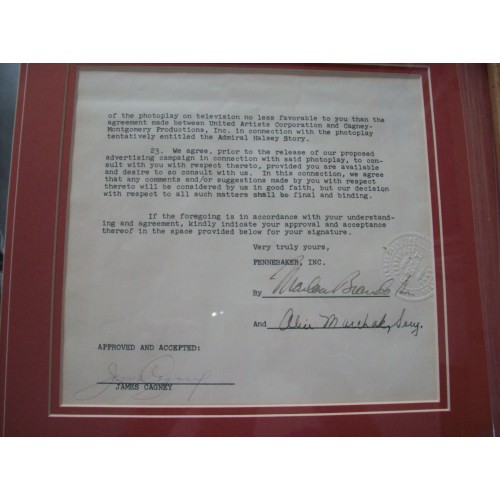 of the photoplay on television no less favorable to you than the
agreement made between United Artists Corporation and Cagney-
Montgomery Productions, Inc. in connection with the photoplay
tentatively entitled the Admiral Halsey Story.
23. We agree, prior to the release of our proposed
advertising campaign in connection with said photoplay, to con-
sult with you with respect thereto, provided you are available
and desire to so consult with us. In this connection, we agree
that any comments and/or suggestions made by you with respect
thereto will be considered by us in good faith, but our decision
with respect to all such matters shall be final and binding.
If the foregoing is in accordance with your understand-
ing and agreement, kindly indicate your approval and acceptance
thereof in the space provided below for your signature.
Very truly yours,
PENNEBAKER, INC.
By Marlon Brando
And Alice Marchak, Secy.
APPROVED AND ACCEPTED:
James Cagney
JAMES CAGNEY